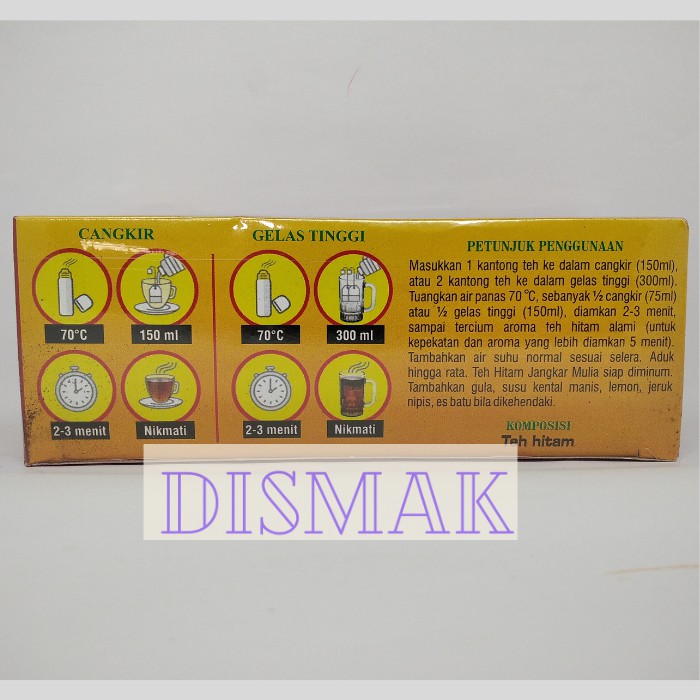 CANGKIR
70°C
150 ml
2-3 menit
Nikmati
GELAS TINGGI
70°C
300 ml
2-3 menit
Nikmati
PETUNJUK PENGGUNAAN
Masukkan 1 kantong teh ke dalam cangkir (150ml),
atau 2 kantong teh ke dalam gelas tinggi (300ml).
Tuangkan air panas 70 °C, sebanyak ½ cangkir (75ml)
atau ½ gelas tinggi (150ml), diamkan 2-3 menit,
sampai tercium aroma teh hitam alami (untuk
kepekatan dan aroma yang lebih diamkan 5 menit).
Tambahkan air suhu normal sesuai selera. Aduk
hingga rata. Teh Hitam Jangkar Mulia siap diminum.
Tambahkan gula, susu kental manis, lemon, jeruk
nipis, es batu bila dikehendaki.
KOMPOSISI
Teh hitam
DISMAK